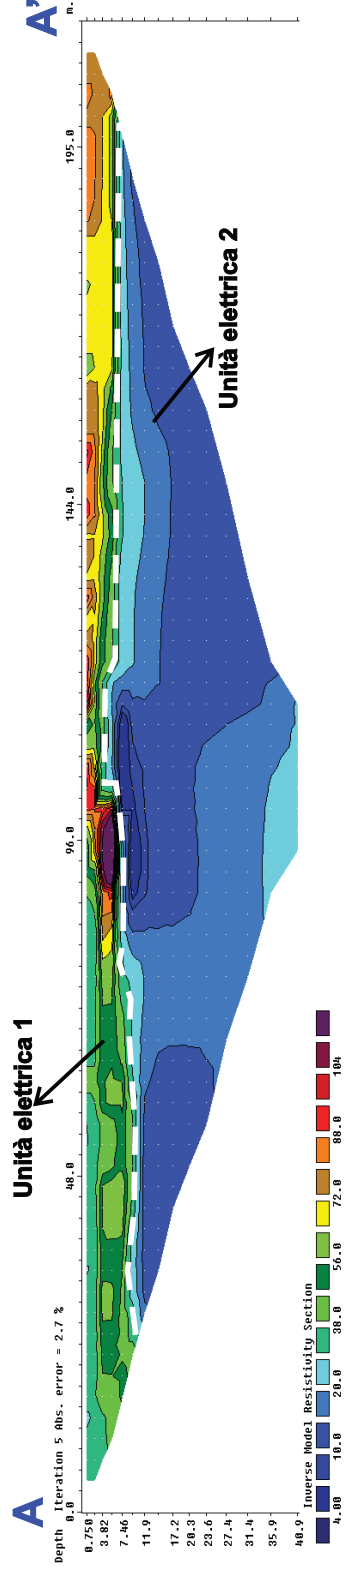 A A'
Depth Iteration 5 Abs. error = 2.7 %
0.0 48.0 96.0 144.0 195.0 m.
0.750
3.82
7.46
11.9
17.2
20.3
23.6
27.4
31.4
35.9
40.9
Unità elettrica 1
Unità elettrica 2
Inverse Model Resistivity Section
4.00 10.0 20.0 38.0 56.0 72.0 88.0 104